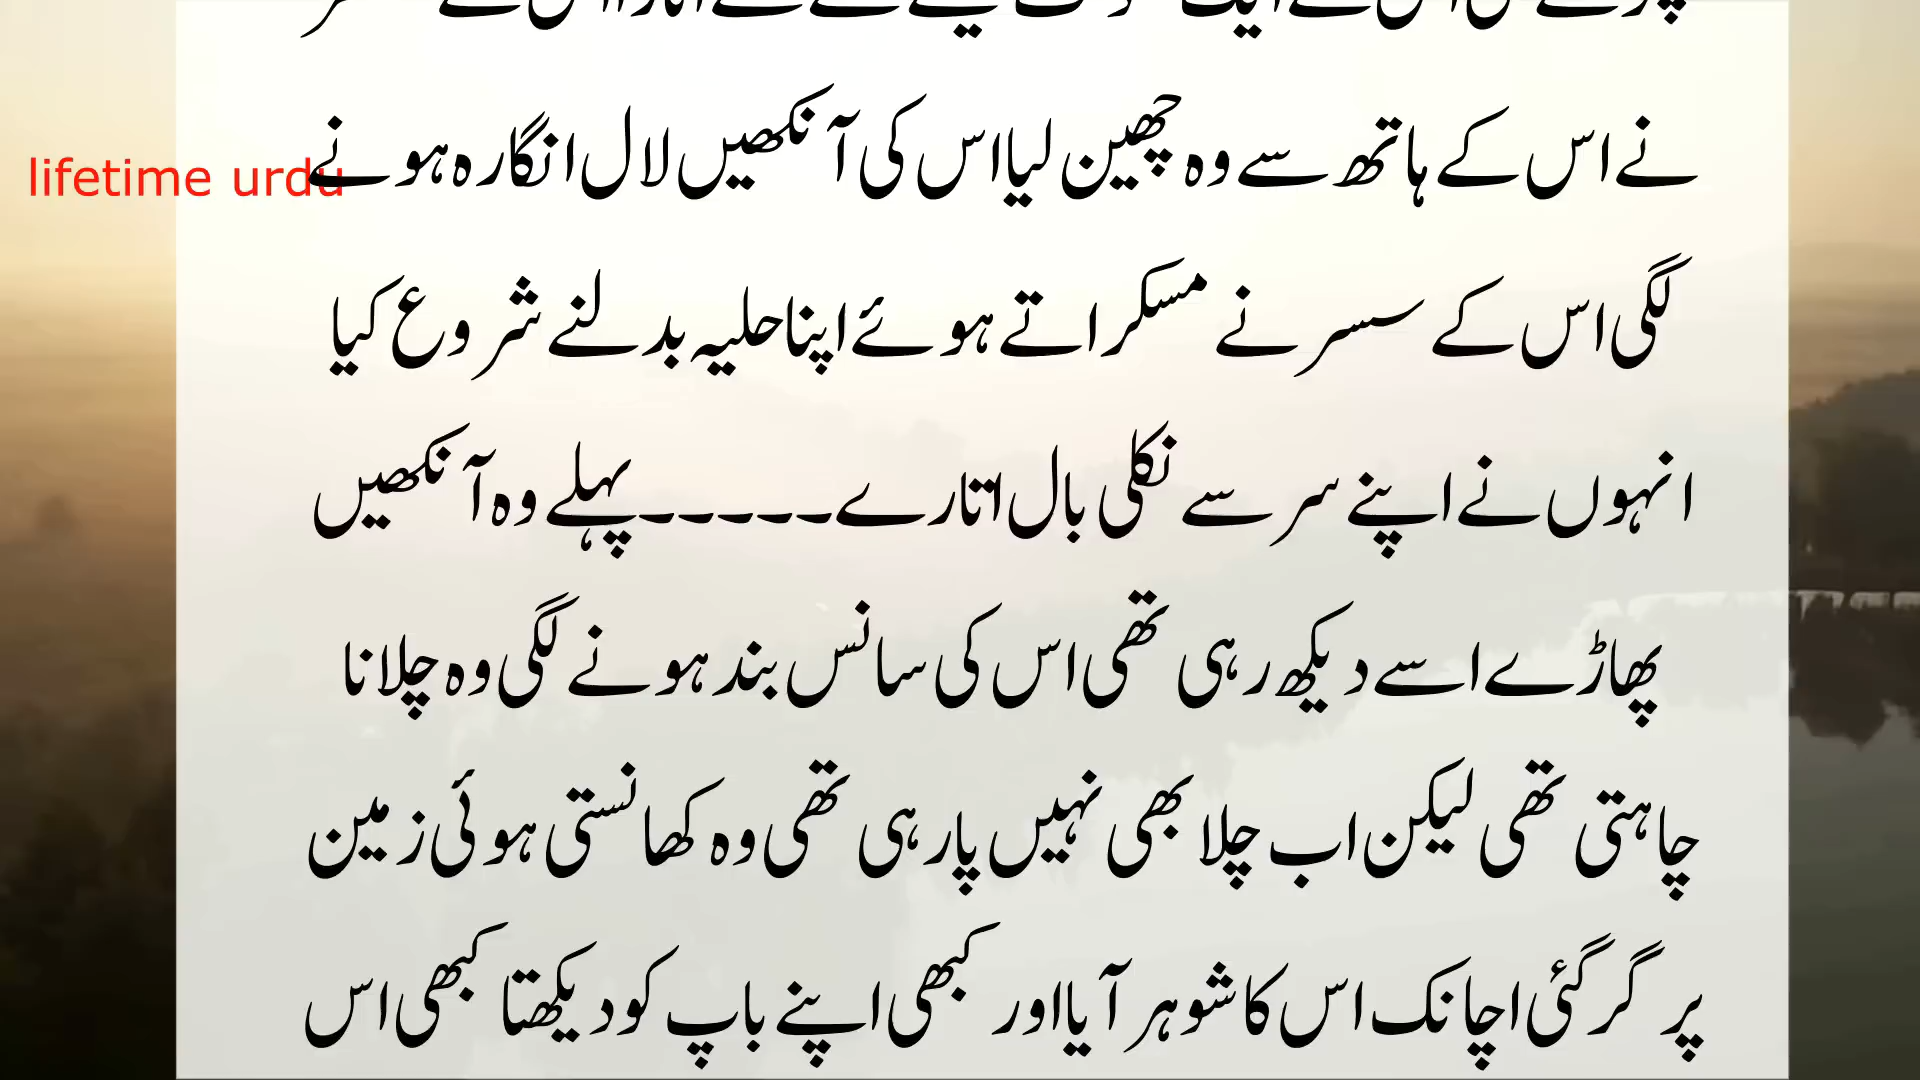 نے اس کے ہاتھ سے وہ چھین لیا اس کی آنکھیں لال انگارہ ہونے
lifetime urdu
لگی اس کے سسر نے مسکراتے ہوئے اپنا حلیہ بدلنے شروع کیا
انہوں نے اپنے سر سے نکلی بال اتارے۔۔۔۔۔پہلے وہ آنکھیں
پھاڑے اسے دیکھ رہی تھی اس کی سانس بند ہونے لگی وہ چلانا
چاہتی تھی لیکن اب چلا بھی نہیں پار ہی تھی وہ کھانستی ہوئی زمین
پر گر گئی اچانک اس کا شوہر آیا اور کبھی اپنے باپ کو دیکھتا کبھی اس